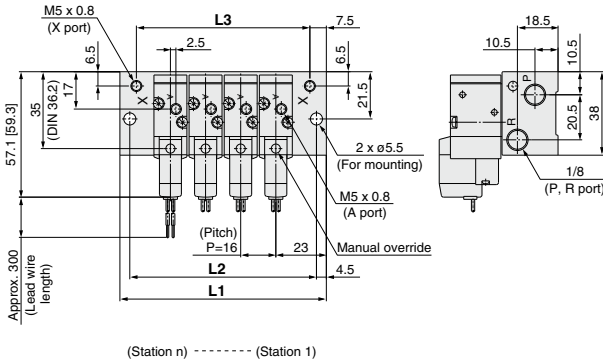 M5 x 0.8
(X port)
L3
7.5
2.5
6.5
6.5
18.5
10.5
10.5
17
35
(DIN 36.2)
57.1 [59.3]
21.5
20.5
38
X
X
A
A
A
A
P
R
2 x ø5.5
(For mounting)
1/8
(P, R port)
M5 x 0.8
(A port)
(Pitch)
P=16
23
Manual override
L2
4.5
L1
Approx. 300
(Lead wire
length)
(Station n) -------- (Station 1)